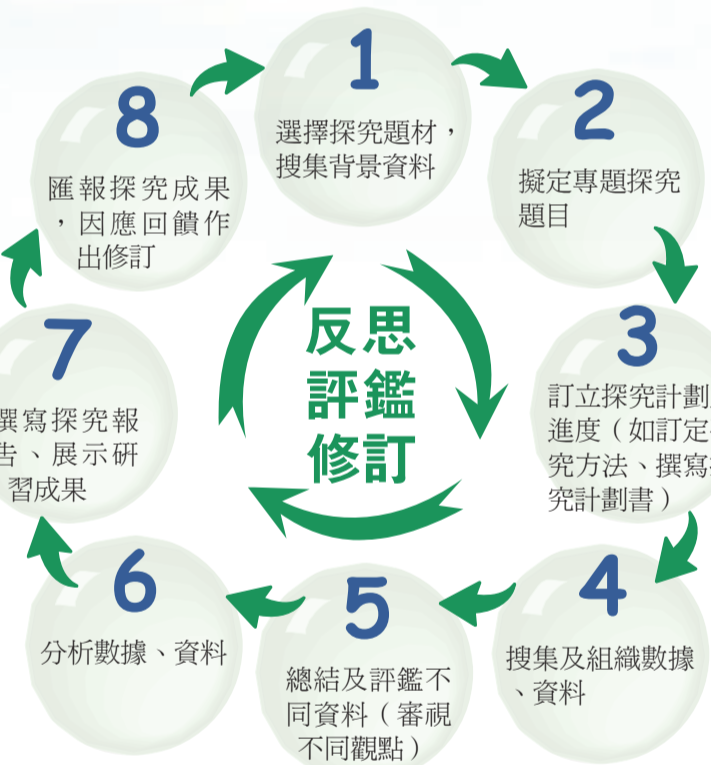 1
選擇探究題材，
搜集背景資料
2
擬定專題探究
題目
3
訂立探究計劃
進度（如訂定
究方法、撰寫
究計劃書）
4
搜集及組織數據
、資料
5
總結及評鑑不
同資料（審視
不同觀點）
6
分析數據、資料
7
撰寫探究報
告、展示研
習成果
8
匯報探究成果
，因應回饋作
出修訂
反思
評鑑
修訂